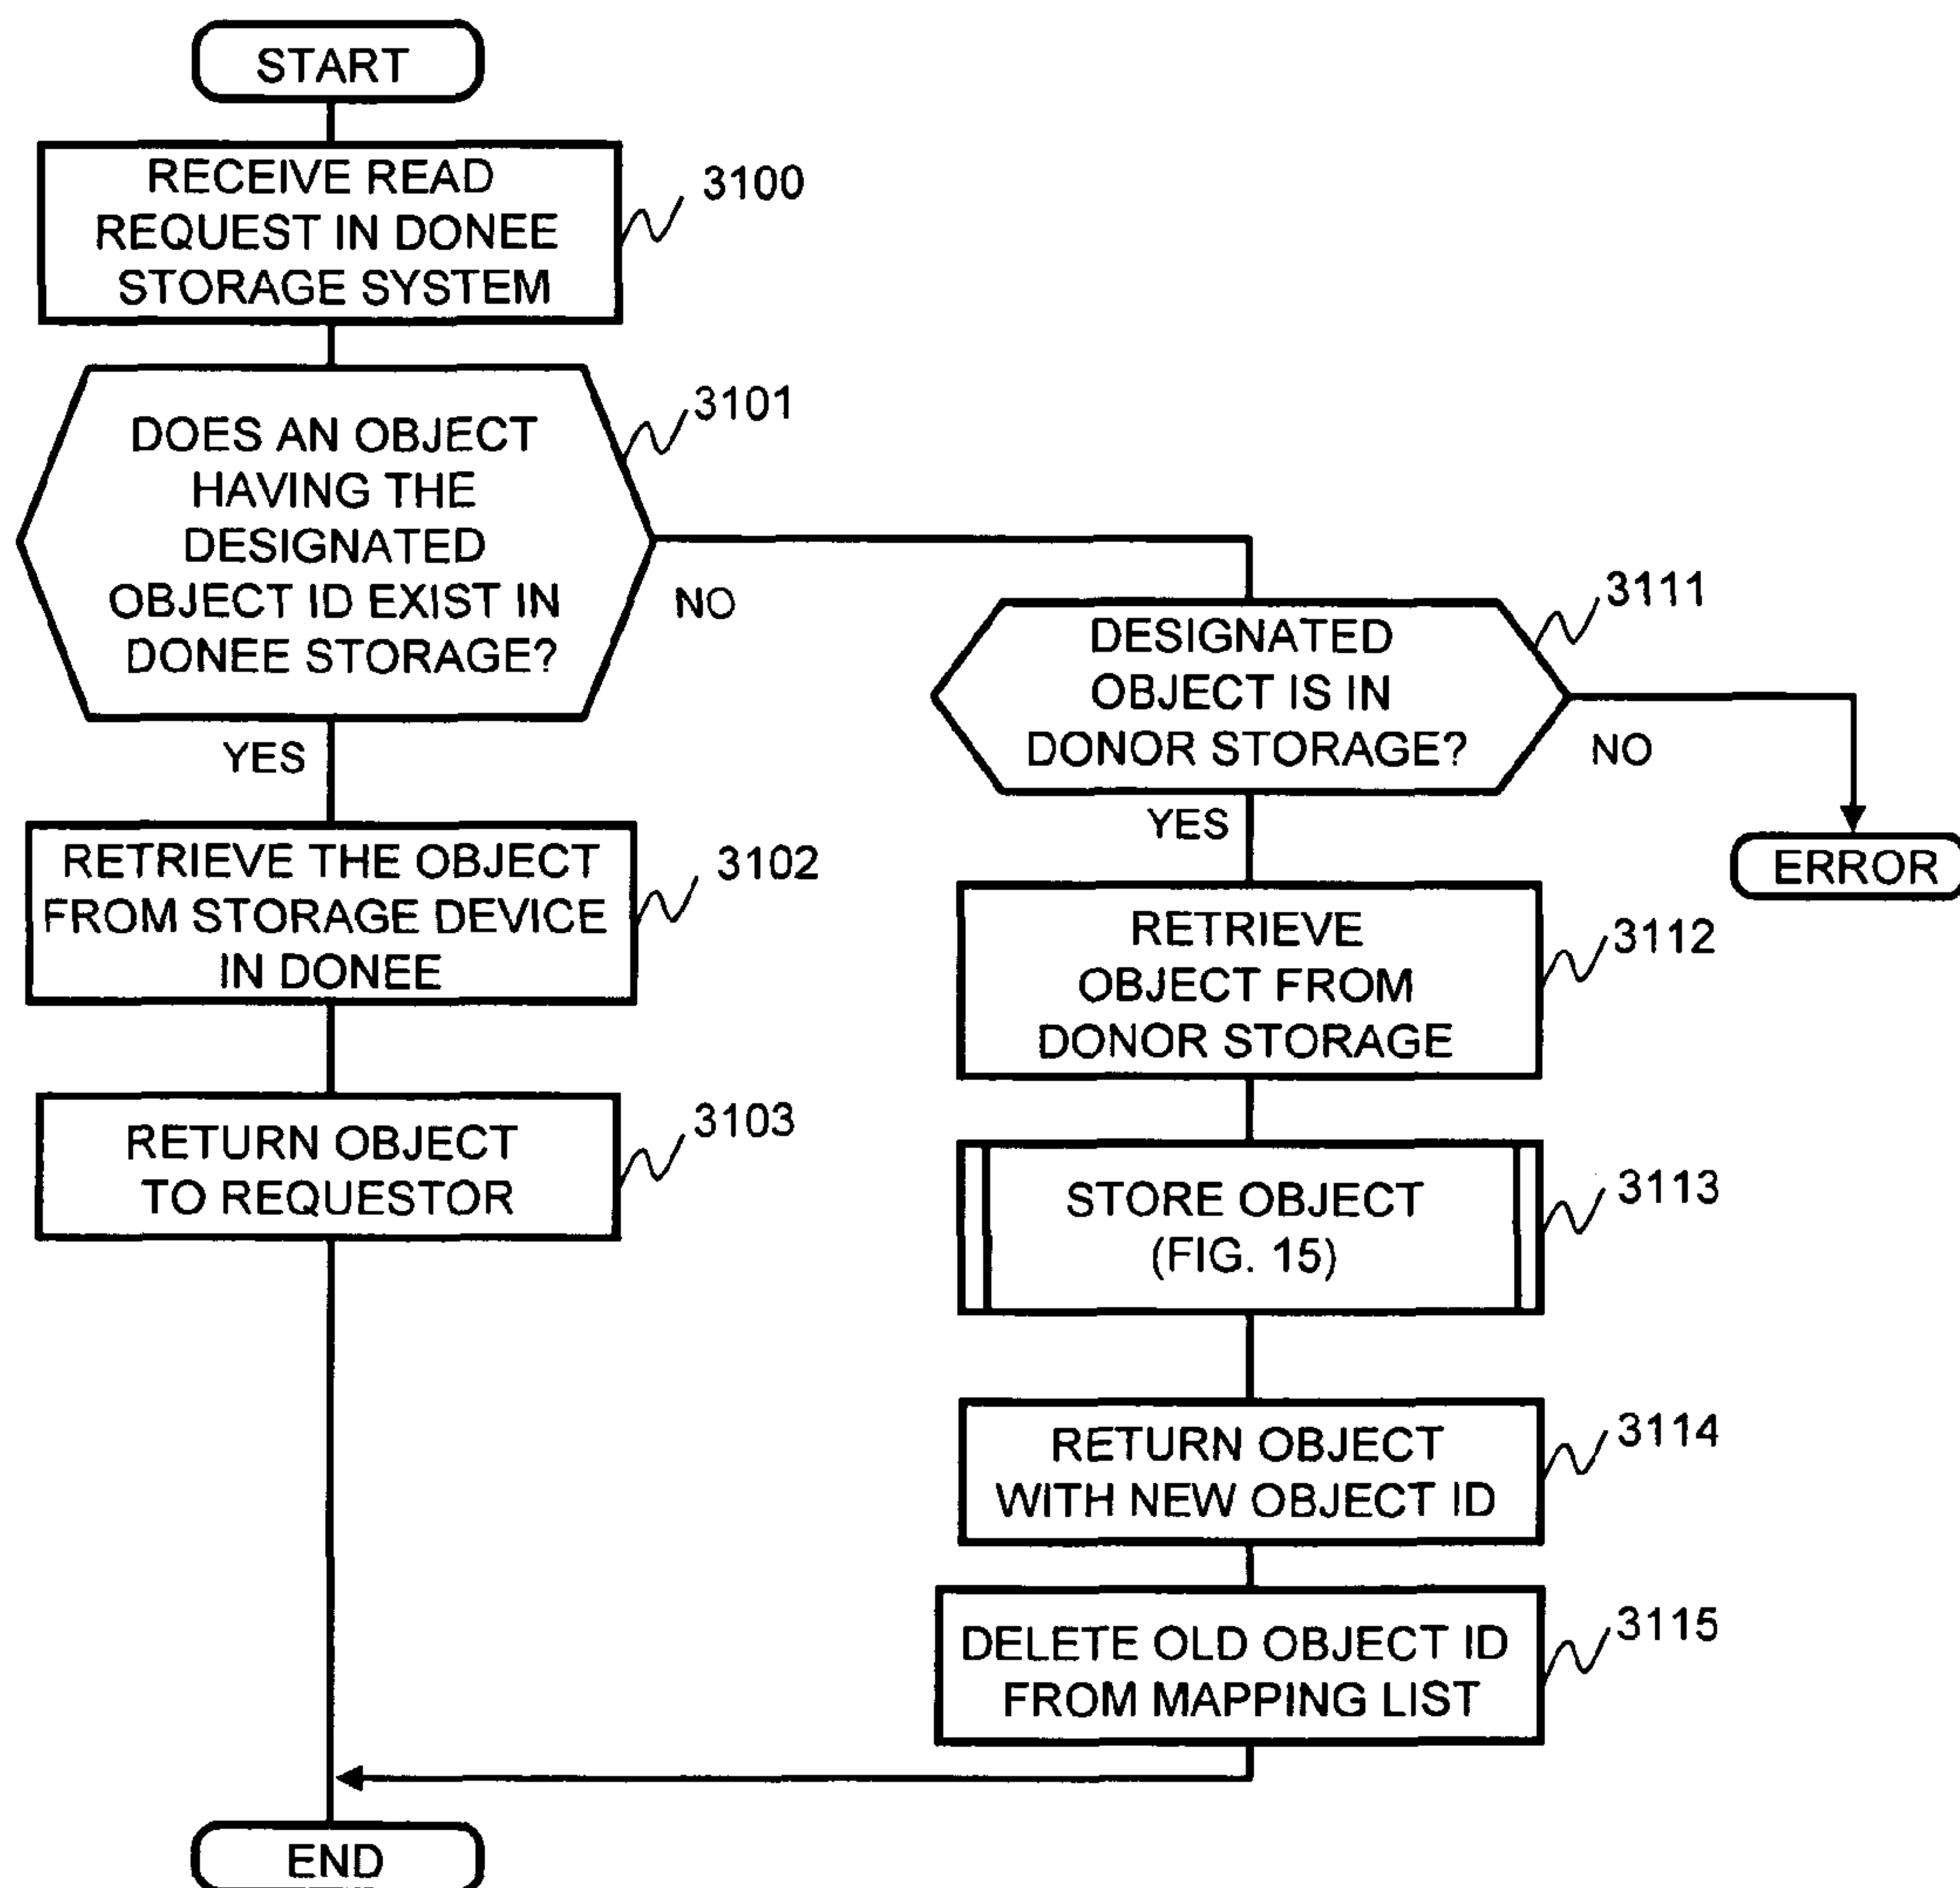 START
RECEIVE READ
REQUEST IN DONEE
STORAGE SYSTEM
3100
DOES AN OBJECT
HAVING THE
DESIGNATED
OBJECT ID EXIST IN
DONEE STORAGE?
3101
NO
YES
RETRIEVE THE OBJECT
FROM STORAGE DEVICE
IN DONEE
3102
RETURN OBJECT
TO REQUESTOR
3103
DESIGNATED
OBJECT IS IN
DONOR STORAGE?
3111
NO
ERROR
YES
RETRIEVE
OBJECT FROM
DONOR STORAGE
3112
STORE OBJECT
(FIG. 15)
3113
RETURN OBJECT
WITH NEW OBJECT ID
3114
DELETE OLD OBJECT ID
FROM MAPPING LIST
3115
END